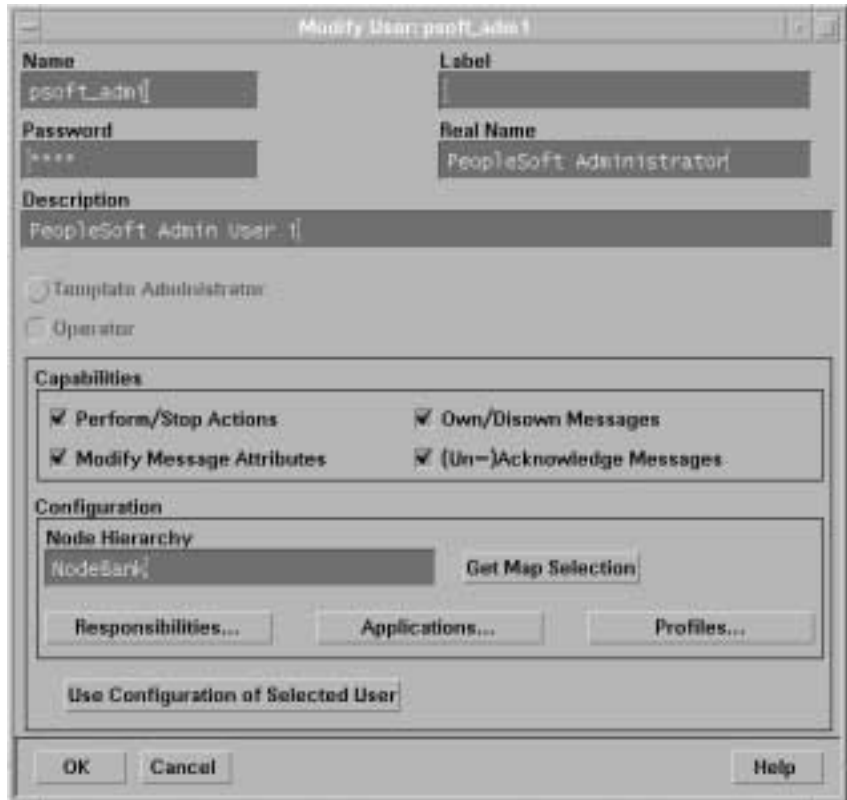 Modify User: psoft_adm1
Name
Label
psoft_adm1
Password
Real Name
****
PeopleSoft Administrator
Description
PeopleSoft Admin User 1
Template Administrator
Operator
Capabilities
Perform/Stop Actions
Own/Disown Messages
Modify Message Attributes
(Un-)Acknowledge Messages
Configuration
Node Hierarchy
NodeBank
Get Map Selection
Responsibilities...
Applications...
Profiles...
Use Configuration of Selected User
OK
Cancel
Help